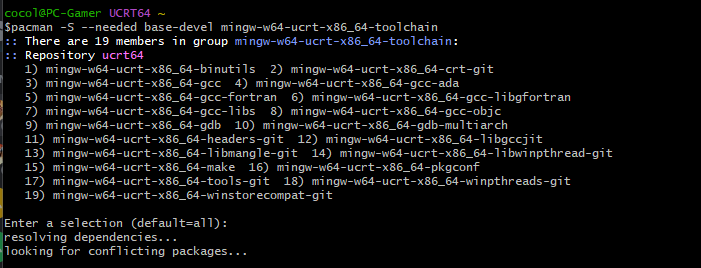 cocol@PC-Gamer UCRT64 ~
$pacman -S --needed base-devel mingw-w64-ucrt-x86_64-toolchain
:: There are 19 members in group mingw-w64-ucrt-x86_64-toolchain:
:: Repository ucrt64
1) mingw-w64-ucrt-x86_64-binutils  2) mingw-w64-ucrt-x86_64-crt-git
3) mingw-w64-ucrt-x86_64-gcc  4) mingw-w64-ucrt-x86_64-gcc-ada
5) mingw-w64-ucrt-x86_64-gcc-fortran  6) mingw-w64-ucrt-x86_64-gcc-libgfortran
7) mingw-w64-ucrt-x86_64-gcc-libs  8) mingw-w64-ucrt-x86_64-gcc-objc
9) mingw-w64-ucrt-x86_64-gdb  10) mingw-w64-ucrt-x86_64-gdb-multiarch
11) mingw-w64-ucrt-x86_64-headers-git  12) mingw-w64-ucrt-x86_64-libgccjit
13) mingw-w64-ucrt-x86_64-libmangle-git  14) mingw-w64-ucrt-x86_64-libwinpthread-git
15) mingw-w64-ucrt-x86_64-make  16) mingw-w64-ucrt-x86_64-pkgconf
17) mingw-w64-ucrt-x86_64-tools-git  18) mingw-w64-ucrt-x86_64-winpthreads-git
19) mingw-w64-ucrt-x86_64-winstorecompat-git
Enter a selection (default=all):
resolving dependencies...
looking for conflicting packages...